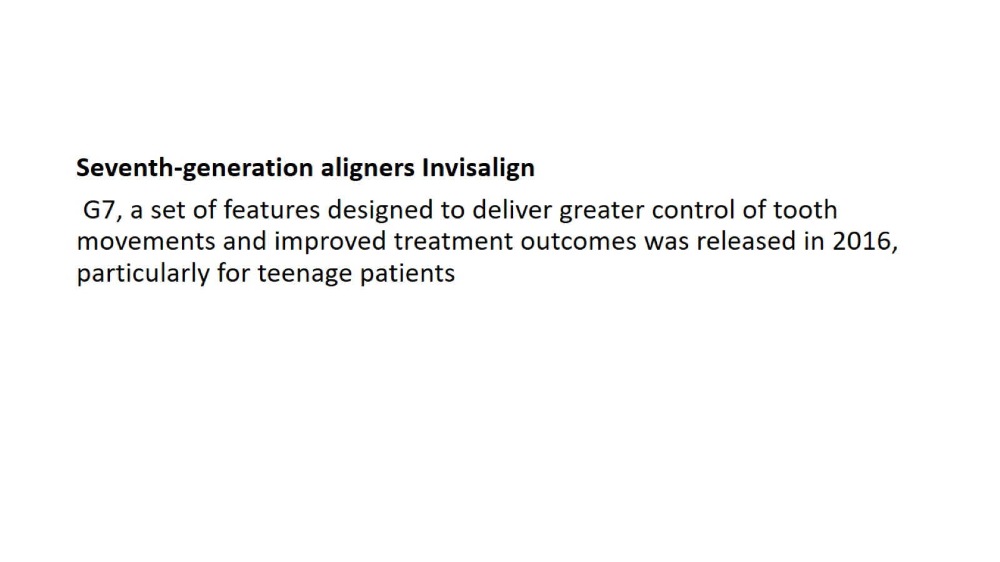 Seventh-generation aligners Invisalign
G7, a set of features designed to deliver greater control of tooth
movements and improved treatment outcomes was released in 2016,
particularly for teenage patients